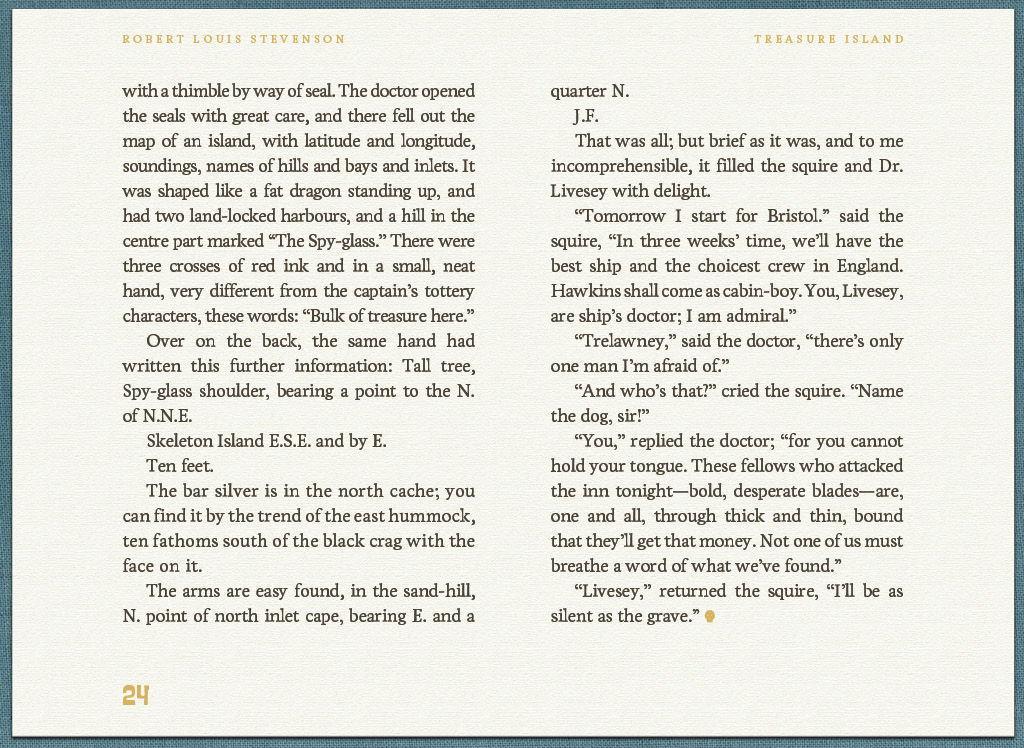 ROBERT LOUIS STEVENSON
TREASURE ISLAND
with a thimble by way of seal. The doctor opened
the seals with great care, and there fell out the
map of an island, with latitude and longitude,
soundings, names of hills and bays and inlets. It
was shaped like a fat dragon standing up, and
had two land-locked harbours, and a hill in the
centre part marked “The Spy-glass.” There were
three crosses of red ink and in a small, neat
hand, very different from the captain’s tottery
characters, these words: “Bulk of treasure here.”
Over on the back, the same hand had
written this further information: Tall tree,
Spy-glass shoulder, bearing a point to the N.
of N.N.E.
Skeleton Island E.S.E. and by E.
Ten feet.
The bar silver is in the north cache; you
can find it by the trend of the east hummock,
ten fathoms south of the black crag with the
face on it.
The arms are easy found, in the sand-hill,
N. point of north inlet cape, bearing E. and a
quarter N.
J.F.
That was all; but brief as it was, and to me
incomprehensible, it filled the squire and Dr.
Livesey with delight.
“Tomorrow I start for Bristol.” said the
squire, “In three weeks’ time, we’ll have the
best ship and the choicest crew in England.
Hawkins shall come as cabin-boy. You, Livesey,
are ship’s doctor; I am admiral.”
“Trelawney,” said the doctor, “there’s only
one man I’m afraid of.”
“And who’s that?” cried the squire. “Name
the dog, sir!”
“You,” replied the doctor; “for you cannot
hold your tongue. These fellows who attacked
the inn tonight—bold, desperate blades—are,
one and all, through thick and thin, bound
that they’ll get that money. Not one of us must
breathe a word of what we’ve found.”
“Livesey,” returned the squire, “I’ll be as
silent as the grave.”
24